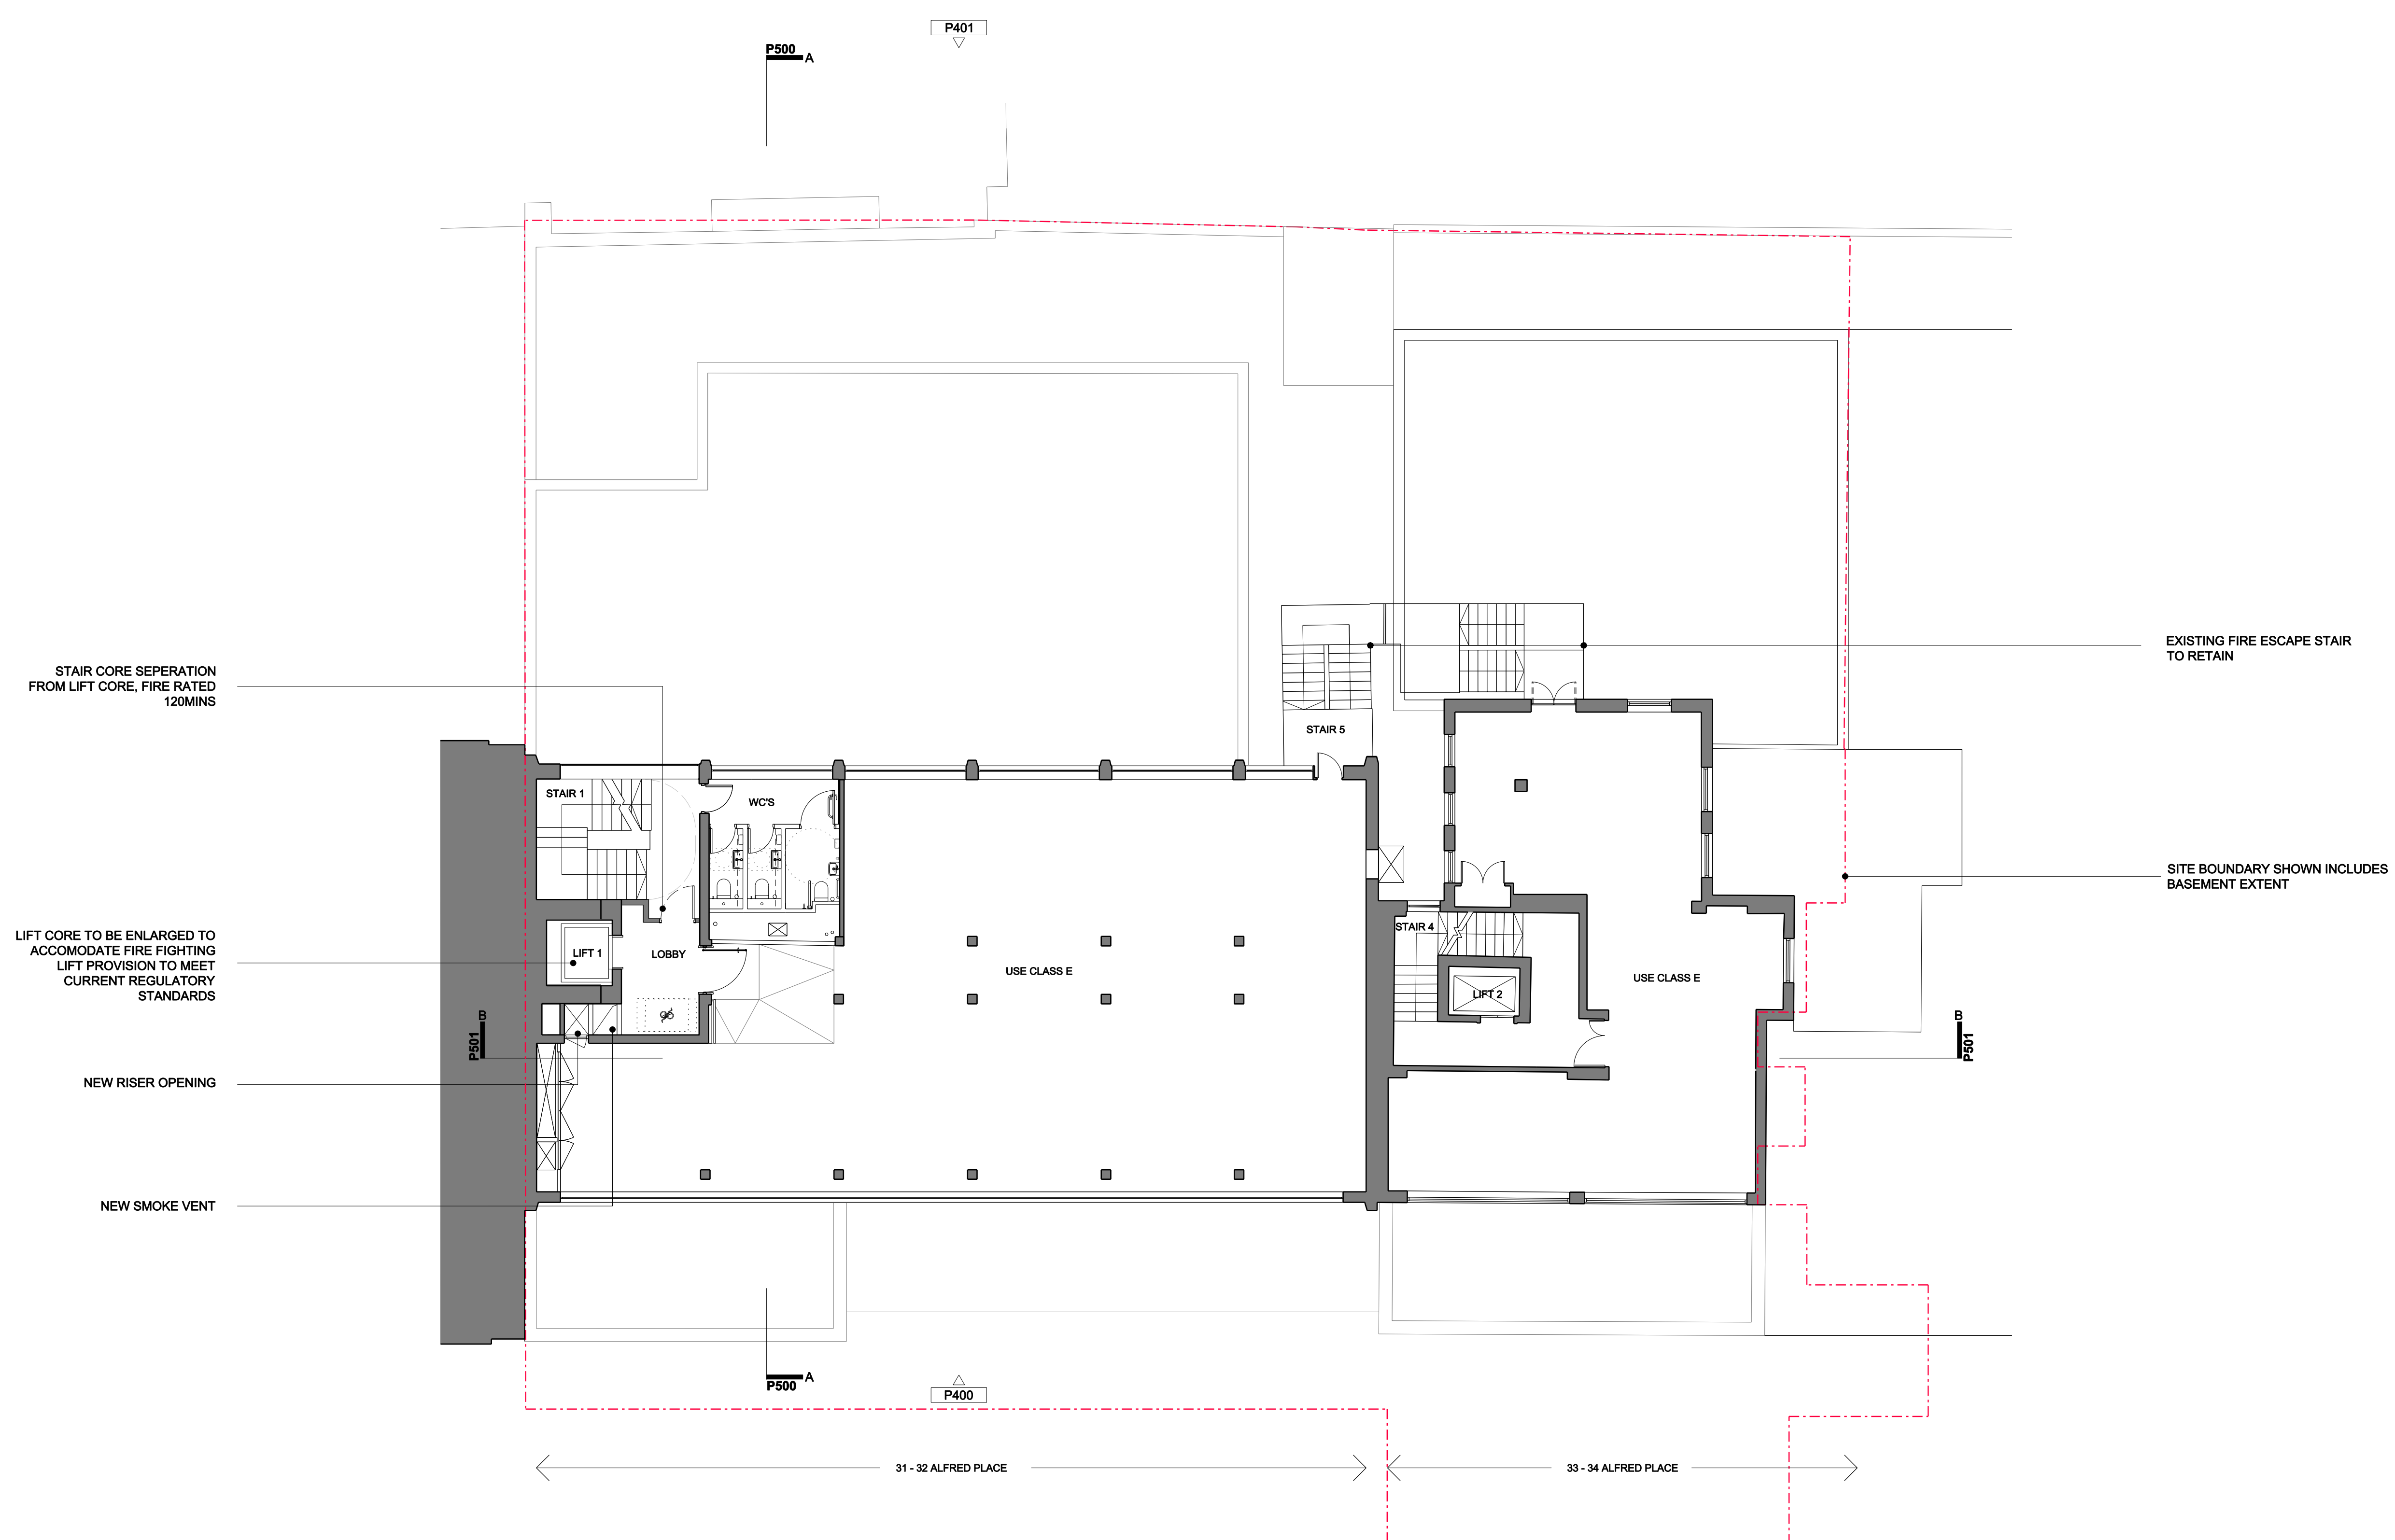 P401
P500
A
STAIR CORE SEPERATION
FROM LIFT CORE, FIRE RATED
120MINS
EXISTING FIRE ESCAPE STAIR
TO RETAIN
STAIR 5
STAIR 1
WC'S
SITE BOUNDARY SHOWN INCLUDES
BASEMENT EXTENT
LIFT CORE TO BE ENLARGED TO
ACCOMODATE FIRE FIGHTING
LIFT PROVISION TO MEET
CURRENT REGULATORY
STANDARDS
STAIR 4
LIFT 1
LOBBY
USE CLASS E
USE CLASS E
LIFT 2
B
P501
B
P501
NEW RISER OPENING
NEW SMOKE VENT
A
P500
P400
31 - 32 ALFRED PLACE
33 - 34 ALFRED PLACE